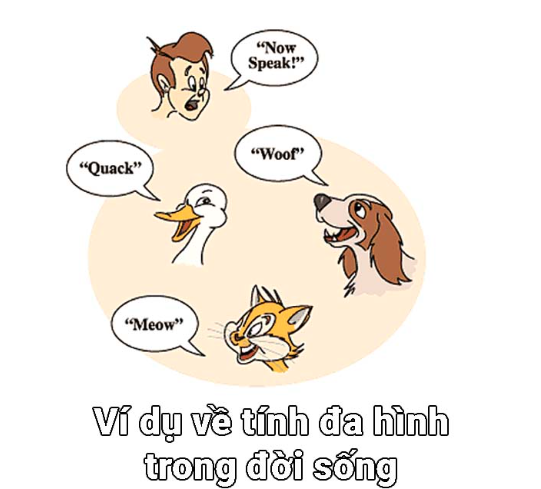 “Now
Speak!”
“Quack”
“Woof”
“Meow”
Ví dụ về tính đa hình
trong đời sống